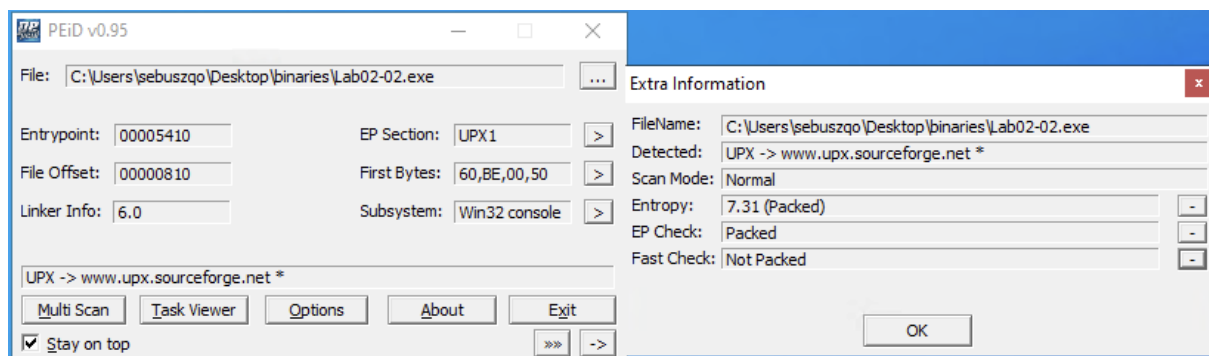 PEiD v0.95
File: C:\Users\sebuszqo\Desktop\binaries\Lab02-02.exe ...
Entrypoint: 00005410 EP Section: UPX1 >
File Offset: 00000810 First Bytes: 60,BE,00,50 >
Linker Info: 6.0 Subsystem: Win32 console >
UPX -> www.upx.sourceforge.net *
Multi Scan Task Viewer Options About Exit
Stay on top »» ->
Extra Information x
FileName: C:\Users\sebuszqo\Desktop\binaries\Lab02-02.exe
Detected: UPX -> www.upx.sourceforge.net *
Scan Mode: Normal
Entropy: 7.31 (Packed) -
EP Check: Packed -
Fast Check: Not Packed -
OK